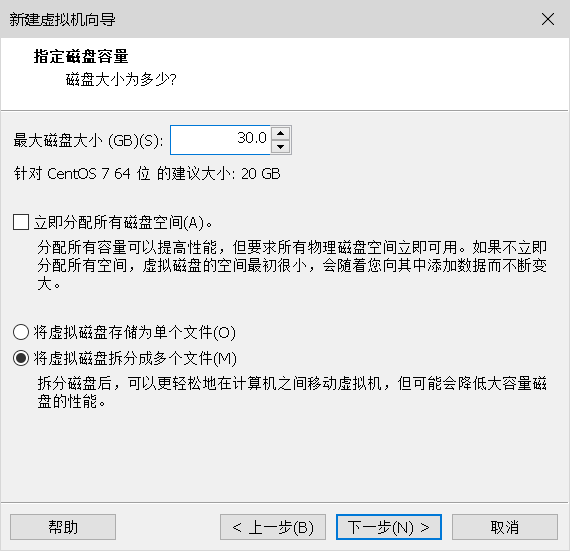 新建虚拟机向导
指定磁盘容量
磁盘大小为多少?
最大磁盘大小 (GB)(S): 30.0
针对 CentOS 7 64 位 的建议大小: 20 GB
立即分配所有磁盘空间(A)。
分配所有容量可以提高性能，但要求所有物理磁盘空间立即可用。如果不立即
分配所有空间，虚拟磁盘的空间最初很小，会随着您向其中添加数据而不断变
大。
将虚拟磁盘存储为单个文件(O)
将虚拟磁盘拆分成多个文件(M)
拆分磁盘后，可以更轻松地在计算机之间移动虚拟机，但可能会降低大容量磁
盘的性能。
帮助 < 上一步(B) 下一步(N) > 取消